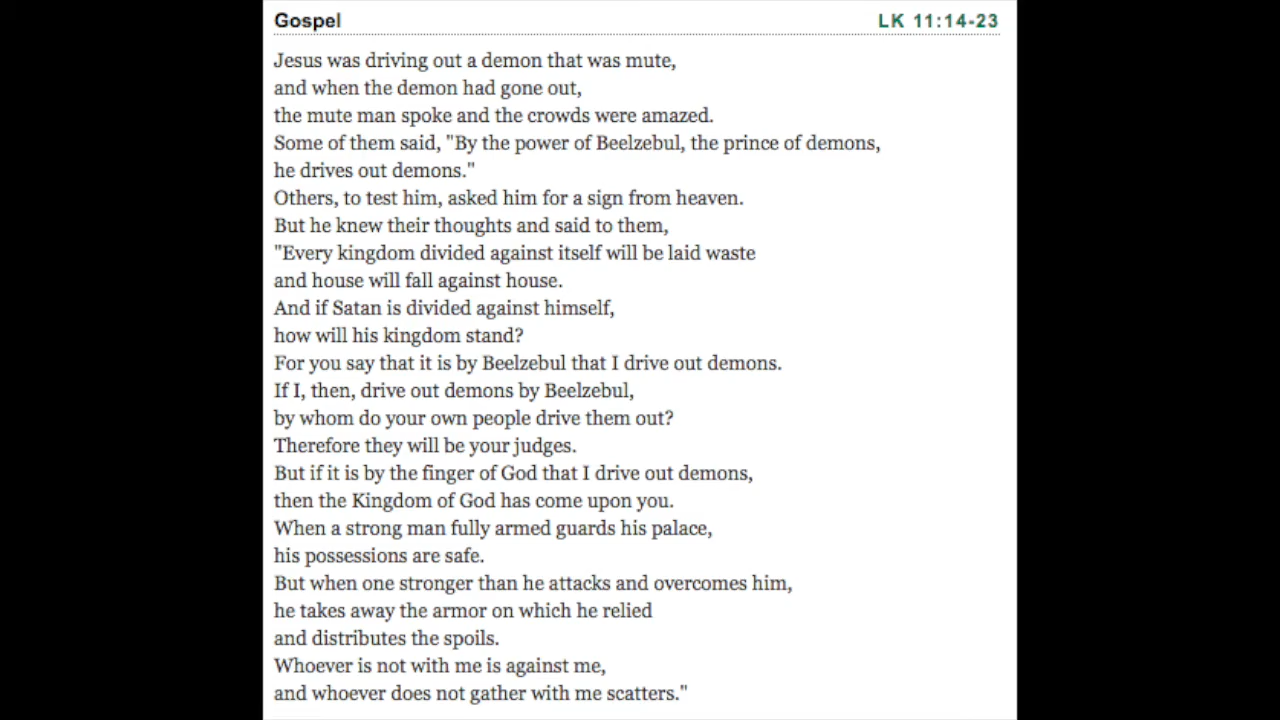 Gospel LK 11:14-23
Jesus was driving out a demon that was mute,
and when the demon had gone out,
the mute man spoke and the crowds were amazed.
Some of them said, "By the power of Beelzebul, the prince of demons,
he drives out demons."
Others, to test him, asked him for a sign from heaven.
But he knew their thoughts and said to them,
"Every kingdom divided against itself will be laid waste
and house will fall against house.
And if Satan is divided against himself,
how will his kingdom stand?
For you say that it is by Beelzebul that I drive out demons.
If I, then, drive out demons by Beelzebul,
by whom do your own people drive them out?
Therefore they will be your judges.
But if it is by the finger of God that I drive out demons,
then the Kingdom of God has come upon you.
When a strong man fully armed guards his palace,
his possessions are safe.
But when one stronger than he attacks and overcomes him,
he takes away the armor on which he relied
and distributes the spoils.
Whoever is not with me is against me,
and whoever does not gather with me scatters."